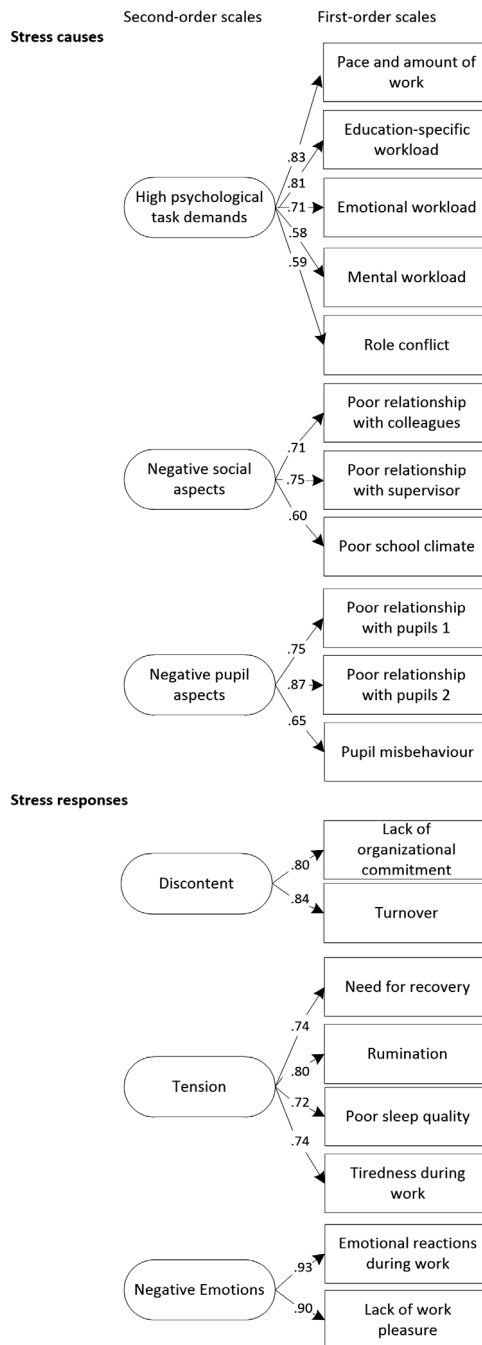 Second-order scales
First-order scales
Stress causes
Pace and amount of
work
Education-specific
workload
High psychological
task demands
.83
.81
.71
.58
.59
Emotional workload
Mental workload
Role conflict
Poor relationship
with colleagues
Negative social
aspects
.71
.75
.60
Poor relationship
with supervisor
Poor school climate
Poor relationship
with pupils 1
Negative pupil
aspects
.75
.87
.65
Poor relationship
with pupils 2
Pupil misbehaviour
Stress responses
Lack of
organizational
commitment
Discontent
.80
.84
Turnover
Need for recovery
Tension
.74
.80
.72
.74
Rumination
Poor sleep quality
Tiredness during
work
Emotional reactions
during work
Negative Emotions
.93
.90
Lack of work
pleasure